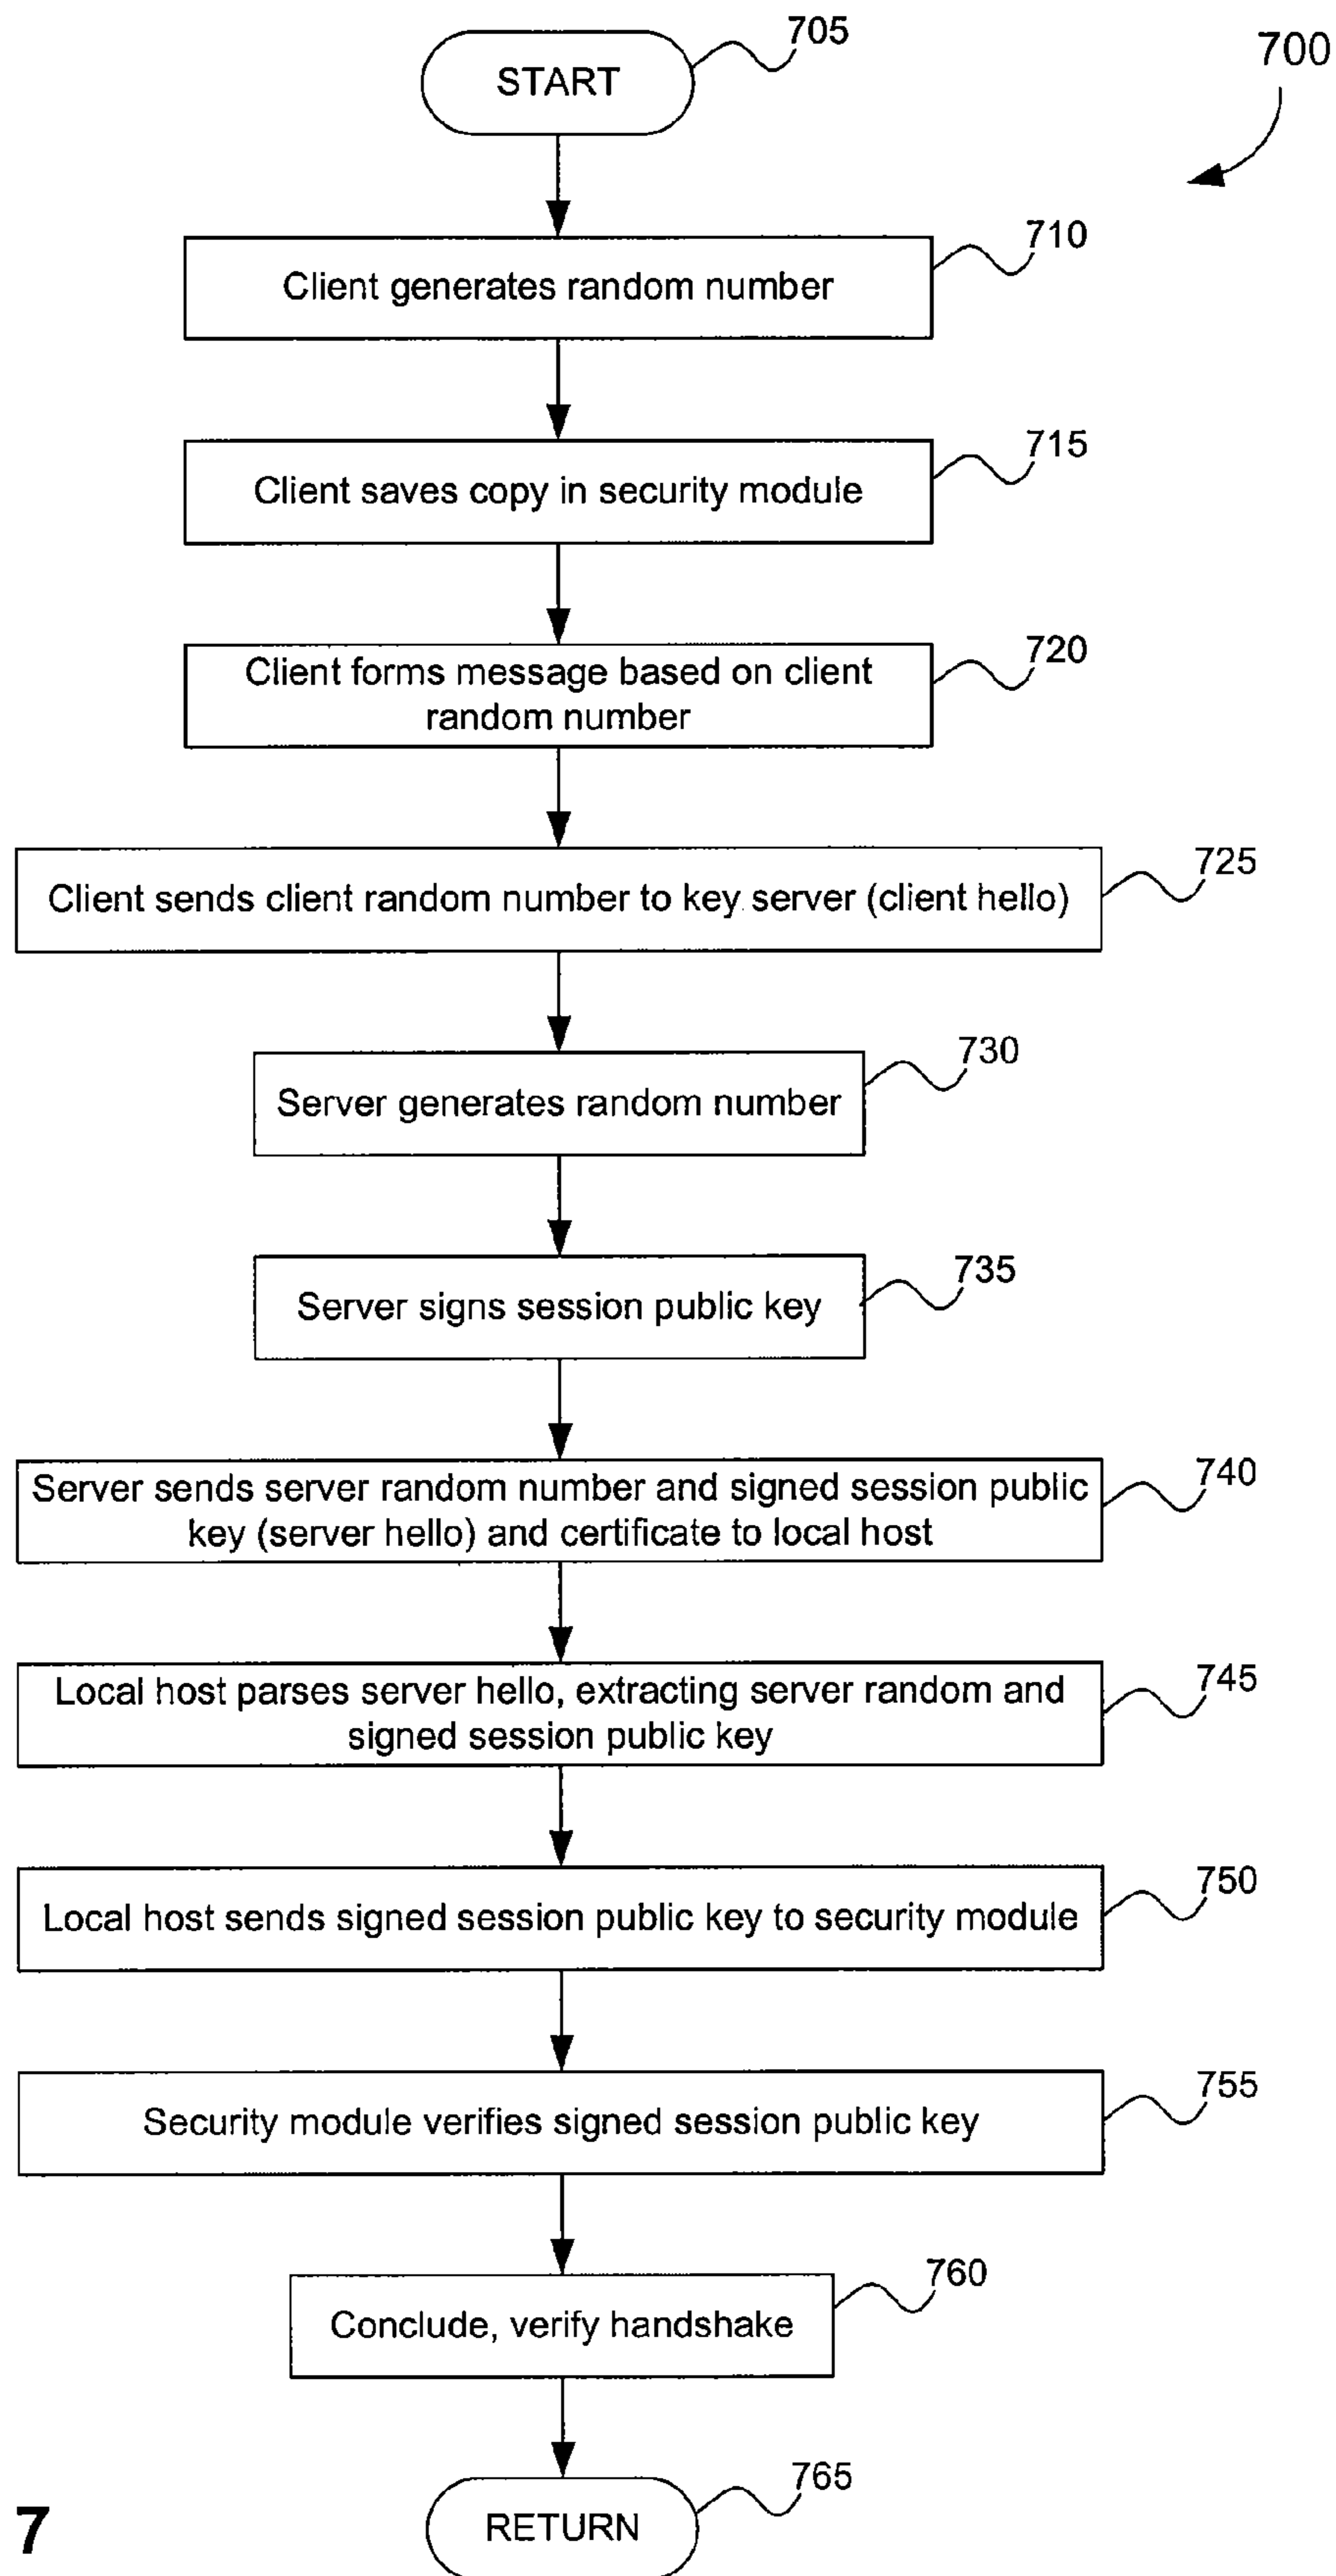 705
START
700
710
Client generates random number
715
Client saves copy in security module
720
Client forms message based on client
random number
725
Client sends client random number to key server (client hello)
730
Server generates random number
735
Server signs session public key
740
Server sends server random number and signed session public
key (server hello) and certificate to local host
745
Local host parses server hello, extracting server random and
signed session public key
750
Local host sends signed session public key to security module
755
Security module verifies signed session public key
760
Conclude, verify handshake
765
RETURN
7